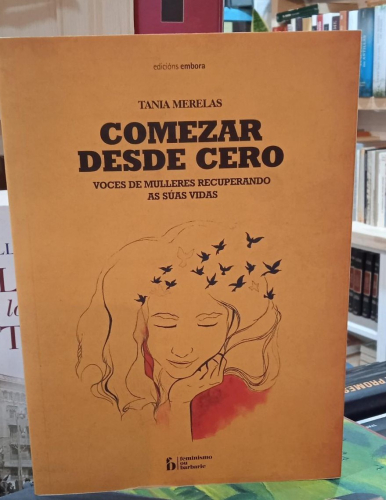 edicións embora
TANIA MERELAS
COMEZAR
DESDE CERO
VOCES DE MULLERES RECUPERANDO
AS SÚAS VIDAS
feminismo
ou
barbarie